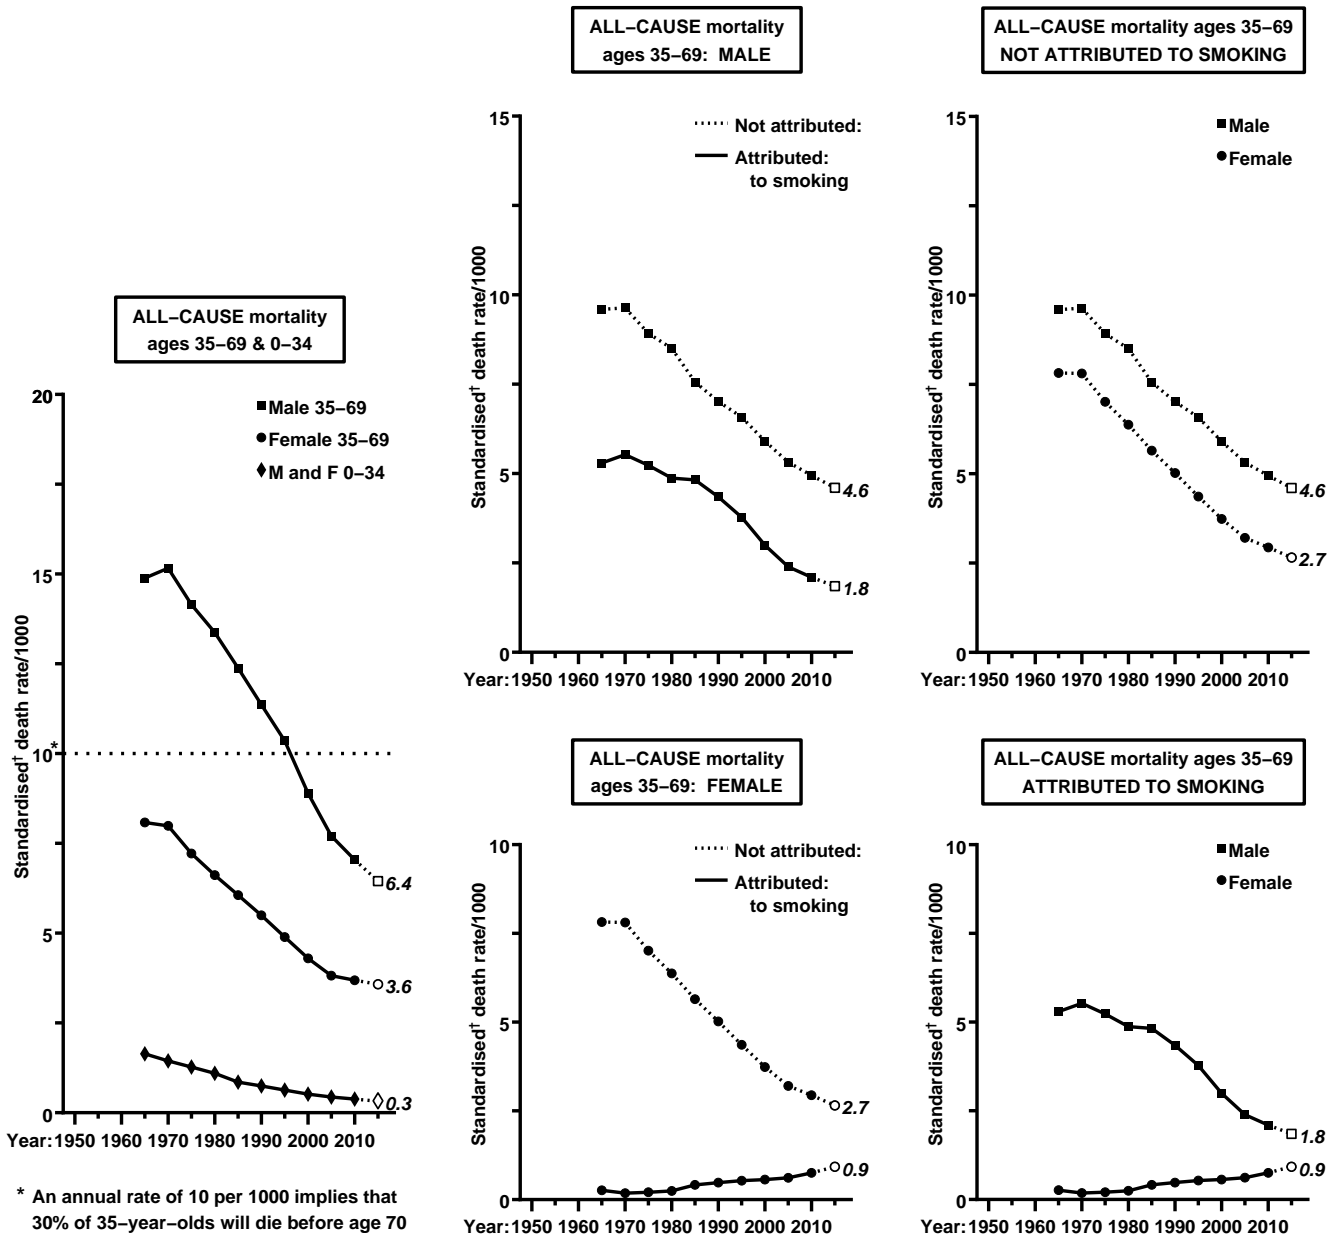 ALL–CAUSE mortality
ages 35–69 & 0–34
Standardised† death rate/1000
20
15
10*
5
0
Male 35–69
Female 35–69
M and F 0–34
6.4
3.6
0.3
Year: 1950 1960 1970 1980 1990 2000 2010
* An annual rate of 10 per 1000 implies that
30% of 35–year–olds will die before age 70
ALL–CAUSE mortality
ages 35–69: MALE
Standardised† death rate/1000
15
10
5
0
Not attributed:
Attributed:
to smoking
4.6
1.8
Year: 1950 1960 1970 1980 1990 2000 2010
ALL–CAUSE mortality ages 35–69
NOT ATTRIBUTED TO SMOKING
Standardised† death rate/1000
15
10
5
0
Male
Female
4.6
2.7
Year: 1950 1960 1970 1980 1990 2000 2010
ALL–CAUSE mortality
ages 35–69: FEMALE
Standardised† death rate/1000
10
5
0
Not attributed:
Attributed:
to smoking
2.7
0.9
Year: 1950 1960 1970 1980 1990 2000 2010
ALL–CAUSE mortality ages 35–69
ATTRIBUTED TO SMOKING
Standardised† death rate/1000
10
5
0
Male
Female
1.8
0.9
Year: 1950 1960 1970 1980 1990 2000 2010